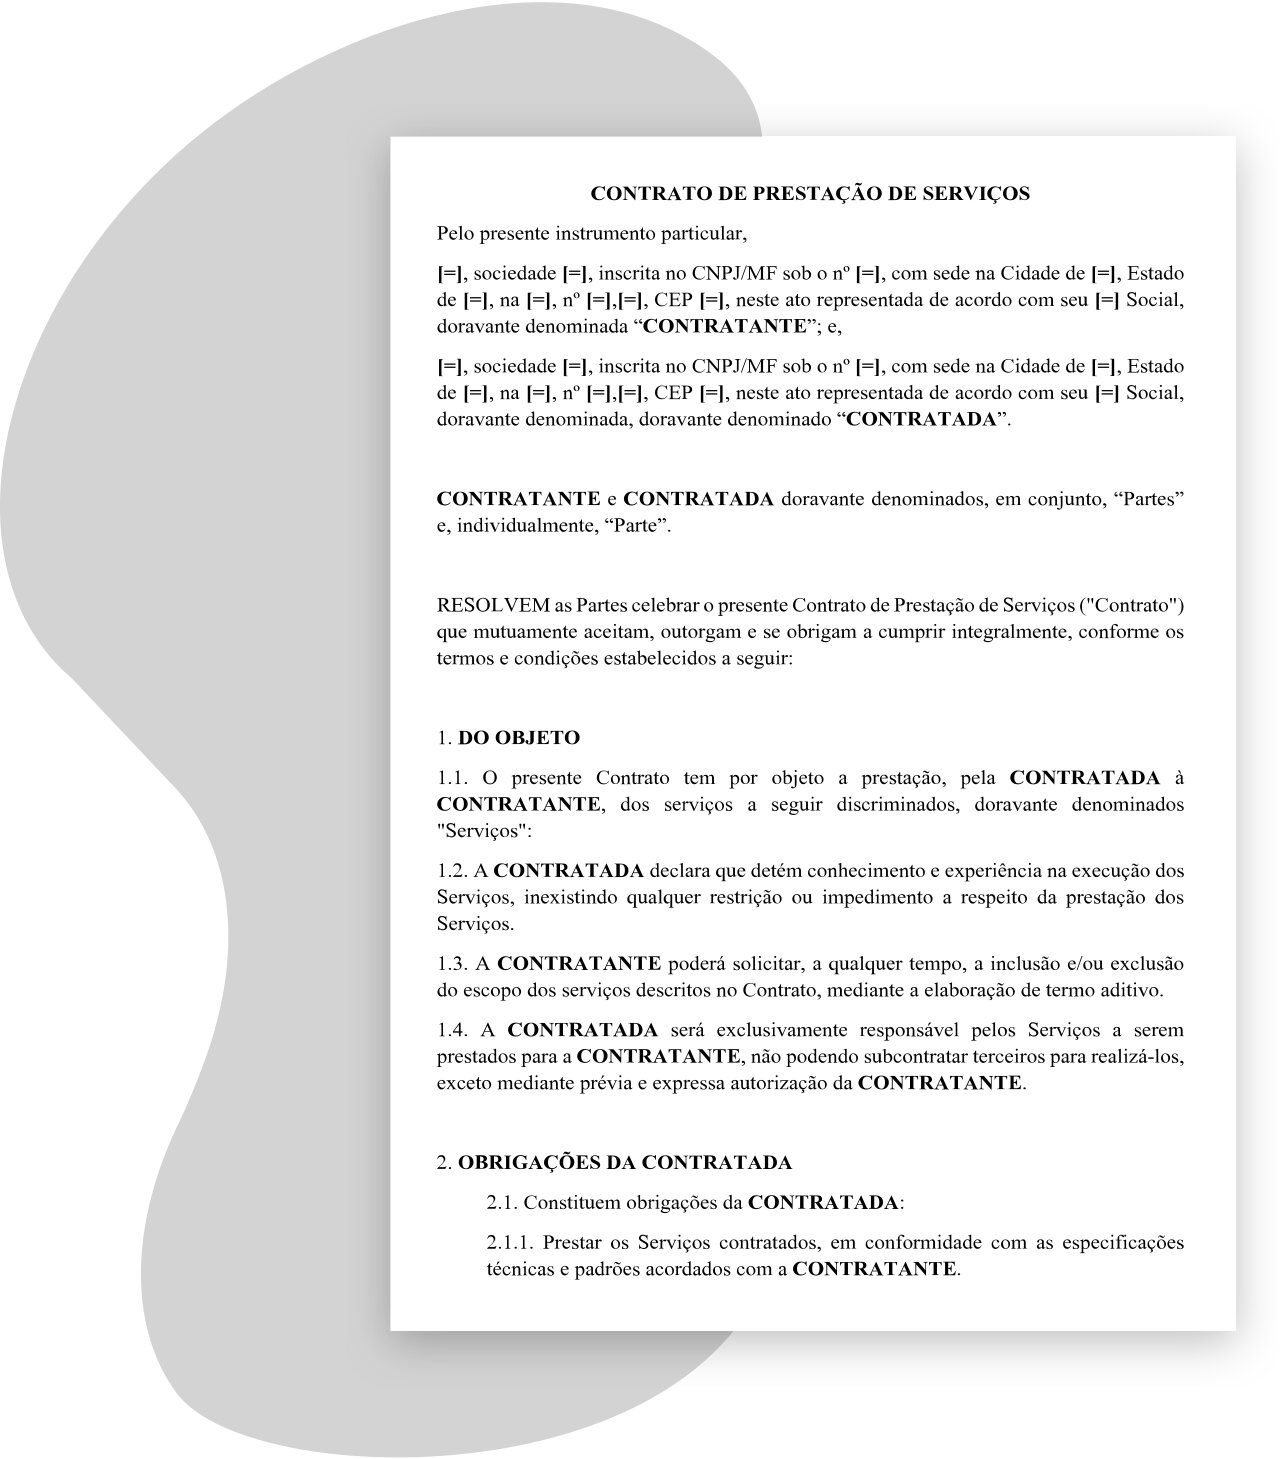 CONTRATO DE PRESTAÇÃO DE SERVIÇOS
Pelo presente instrumento particular,
[=], sociedade [=], inscrita no CNPJ/MF sob o nº [=], com sede na Cidade de [=], Estado
de [=], na [=], nº [=],[=], CEP [=], neste ato representada de acordo com seu [=] Social,
doravante denominada “CONTRATANTE”; e,
[=], sociedade [=], inscrita no CNPJ/MF sob o nº [=], com sede na Cidade de [=], Estado
de [=], na [=], nº [=],[=], CEP [=], neste ato representada de acordo com seu [=] Social,
doravante denominada, doravante denominado “CONTRATADA”.
CONTRATANTE e CONTRATADA doravante denominados, em conjunto, “Partes”
e, individualmente, “Parte”.
RESOLVEM as Partes celebrar o presente Contrato de Prestação de Serviços ("Contrato")
que mutuamente aceitam, outorgam e se obrigam a cumprir integralmente, conforme os
termos e condições estabelecidos a seguir:
1. DO OBJETO
1.1. O presente Contrato tem por objeto a prestação, pela CONTRATADA à
CONTRATANTE, dos serviços a seguir discriminados, doravante denominados
"Serviços":
1.2. A CONTRATADA declara que detém conhecimento e experiência na execução dos
Serviços, inexistindo qualquer restrição ou impedimento a respeito da prestação dos
Serviços.
1.3. A CONTRATANTE poderá solicitar, a qualquer tempo, a inclusão e/ou exclusão
do escopo dos serviços descritos no Contrato, mediante a elaboração de termo aditivo.
1.4. A CONTRATADA será exclusivamente responsável pelos Serviços a serem
prestados para a CONTRATANTE, não podendo subcontratar terceiros para realizá-los,
exceto mediante prévia e expressa autorização da CONTRATANTE.
2. OBRIGAÇÕES DA CONTRATADA
2.1. Constituem obrigações da CONTRATADA:
2.1.1. Prestar os Serviços contratados, em conformidade com as especificações
técnicas e padrões acordados com a CONTRATANTE.